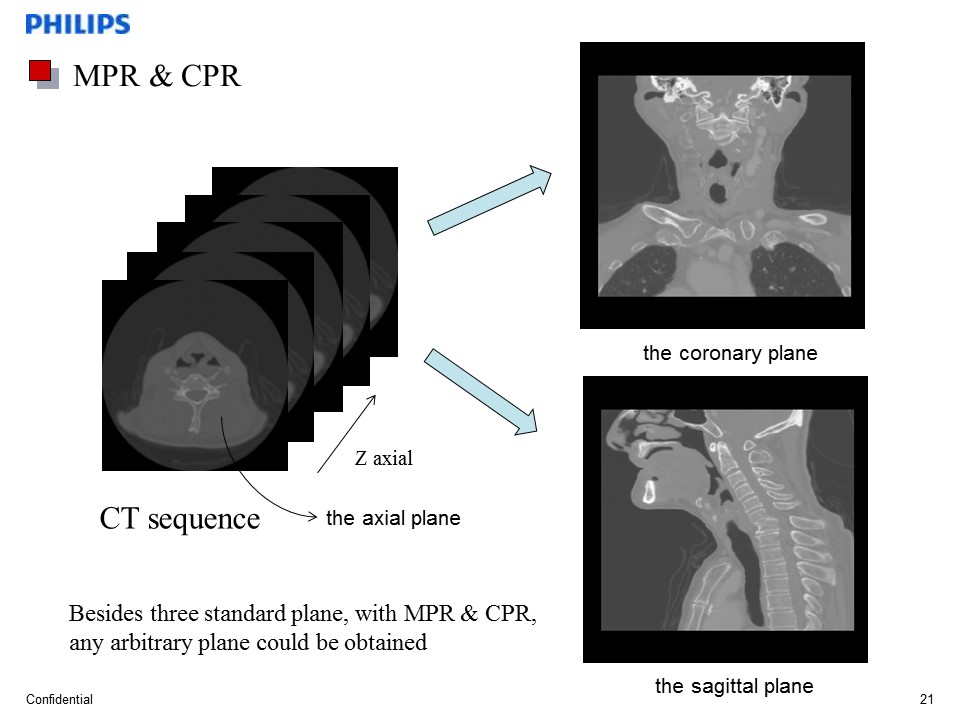 PHILIPS
MPR & CPR
the coronary plane
Z axial
CT sequence
the axial plane
Besides three standard plane, with MPR & CPR,
any arbitrary plane could be obtained
the sagittal plane
Confidential
21